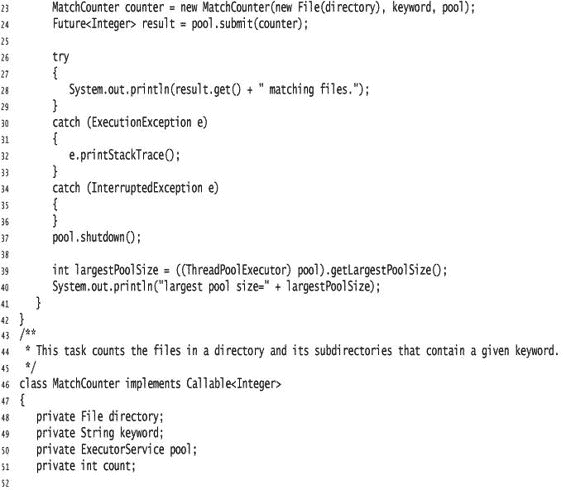 23 MatchCounter counter = new MatchCounter(new File(directory), keyword, pool);
24 Future<Integer> result = pool.submit(counter);
25
26 try
27 {
28 System.out.println(result.get() + " matching files.");
29 }
30 catch (ExecutionException e)
31 {
32 e.printStackTrace();
33 }
34 catch (InterruptedException e)
35 {
36 }
37 pool.shutdown();
38
39 int largestPoolSize = ((ThreadPoolExecutor) pool).getLargestPoolSize();
40 System.out.println("largest pool size=" + largestPoolSize);
41 }
42 }
43 /**
44 * This task counts the files in a directory and its subdirectories that contain a given keyword.
45 */
46 class MatchCounter implements Callable<Integer>
47 {
48 private File directory;
49 private String keyword;
50 private ExecutorService pool;
51 private int count;
52